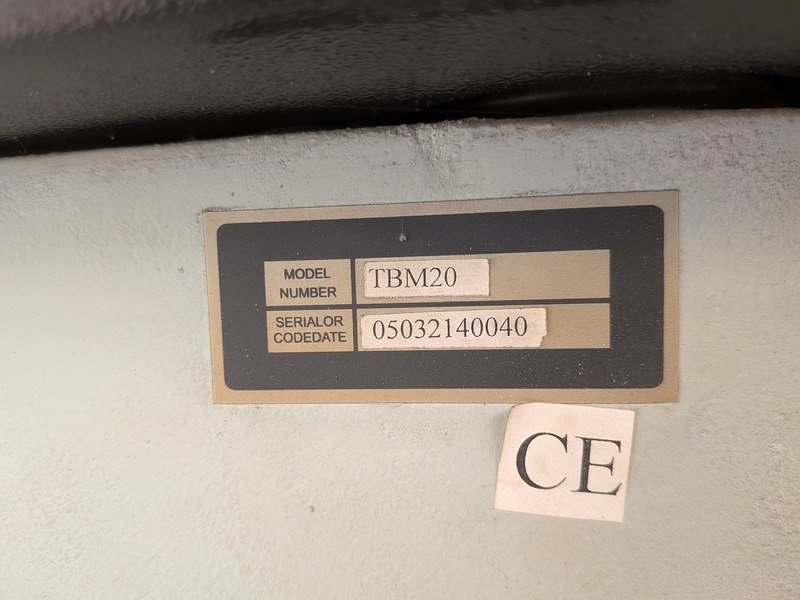 MODEL NUMBER TBM20
SERIALOR CODEDATE 05032140040
CE